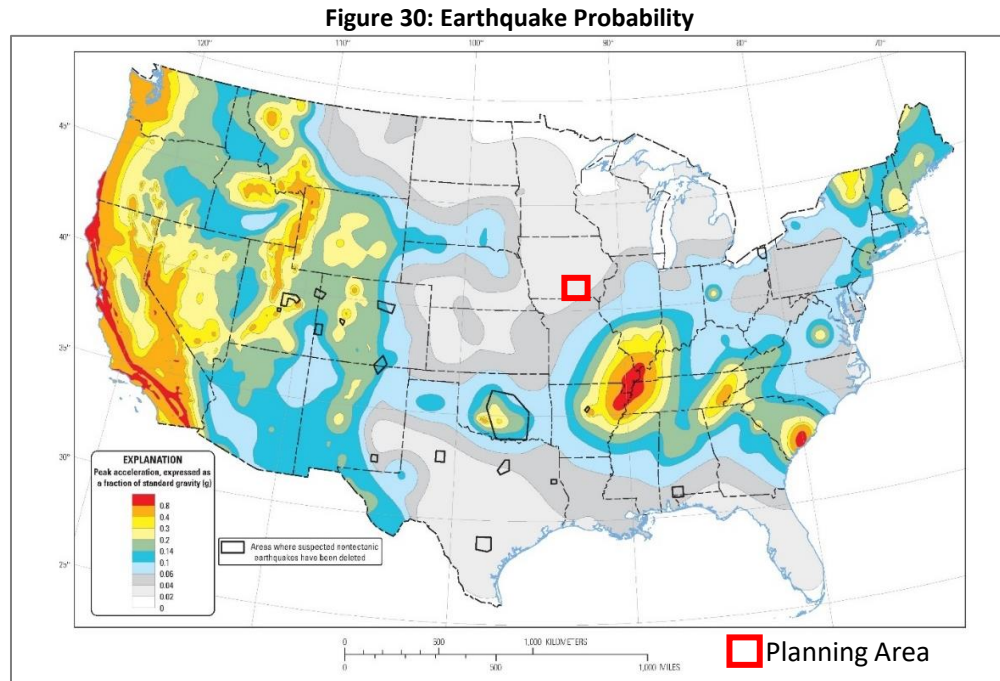 Figure 30: Earthquake Probability
120°
110°
100°
90°
80°
70°
45°
40°
35°
30°
25°
EXPLANATION
Peak acceleration, expressed as
a fraction of standard gravity (g)
0.8
0.4
0.3
0.2
0.14
0.1
0.06
0.04
0.02
0
Areas where suspected nontectonic
earthquakes have been deleted
0 500 1,000 KILOMETERS
0 500 1,000 MILES
Planning Area